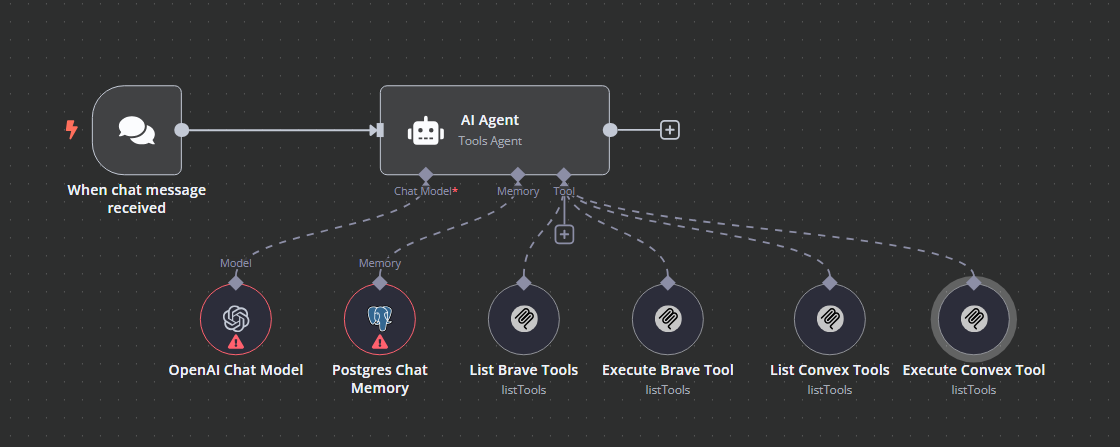 AI Agent
Tools Agent
When chat message
received
Chat Model*
Memory
Tool
Model
Memory
OpenAI Chat Model
Postgres Chat
Memory
List Brave Tools
listTools
Execute Brave Tool
listTools
List Convex Tools
listTools
Execute Convex Tool
listTools